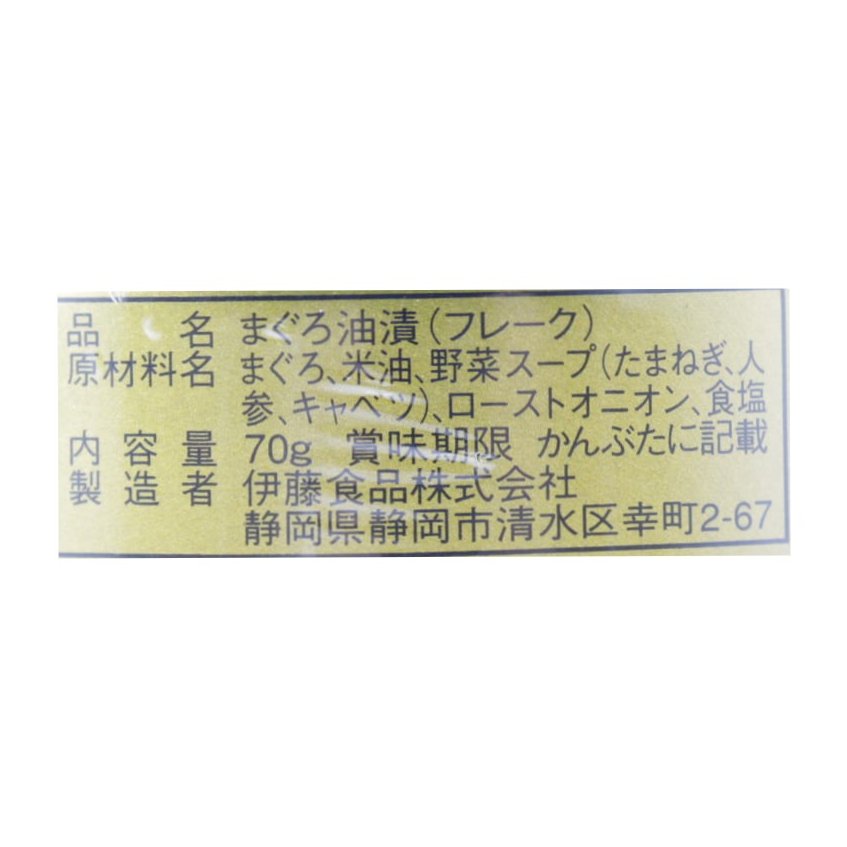 品名 まぐろ油漬(フレーク)
原材料名 まぐろ、米油、野菜スープ(たまねぎ、人
参、キャベツ)、ローストオニオン、食塩
内容量 70g 賞味期限 かんぶたに記載
製造者 伊藤食品株式会社
静岡県静岡市清水区幸町2-67